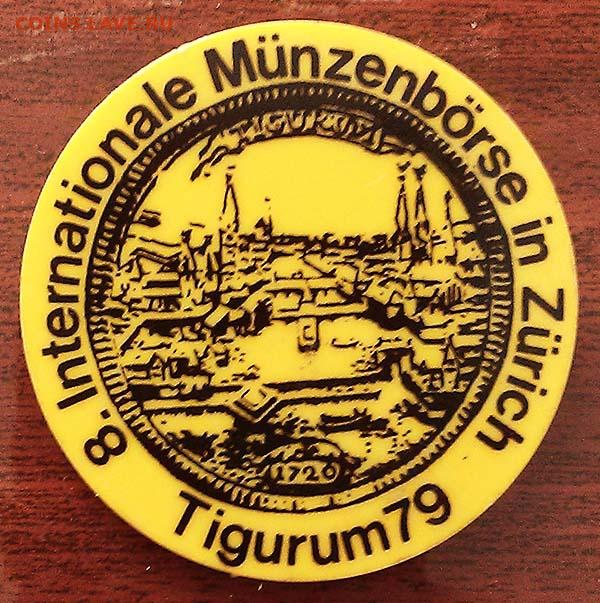 COINS.LAVE.RU
8. Internationale Münzenbörse in Zürich
TIGURUM
1720
Tigurum79